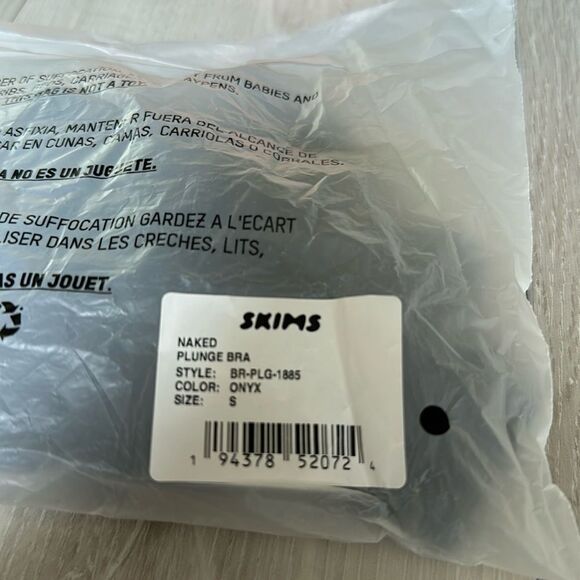 OF SUFFOCATION
FROM BABIES AND
CARRIAGES
THIS BAG IS NOT A TOY
ASFIXIA, MANTENER FUERA DEL ALCANCE DE
EN CUNAS, CAMAS, CARRIOLAS O CORRALES.
NO ES UN JUGUETE.
DE SUFFOCATION GARDEZ A L'ECART
LISER DANS LES CRECHES, LITS,
AS UN JOUET.
SKIMS
NAKED
PLUNGE BRA
STYLE: BR-PLG-1885
COLOR: ONYX
SIZE: S
1 94378 52072 4